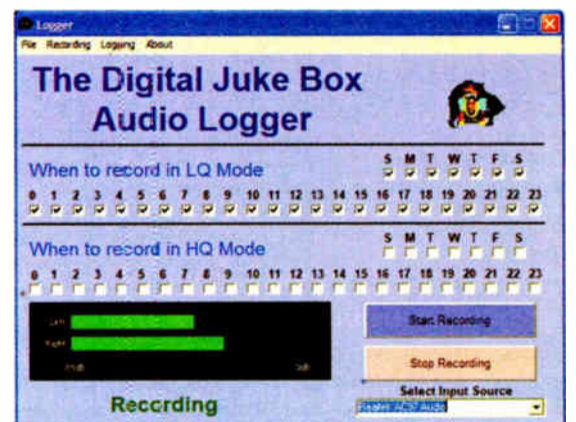 Logger
File Recording Logging About
The Digital Juke Box
Audio Logger
S M T W T F S
When to record in LQ Mode
0 1 2 3 4 5 6 7 8 9 10 11 12 13 14 15 16 17 18 19 20 21 22 23
S M T W T F S
When to record in HQ Mode
0 1 2 3 4 5 6 7 8 9 10 11 12 13 14 15 16 17 18 19 20 21 22 23
Left
Right
Start Recording
Stop Recording
Select Input Source
Recording
Realtek AC97 Audio